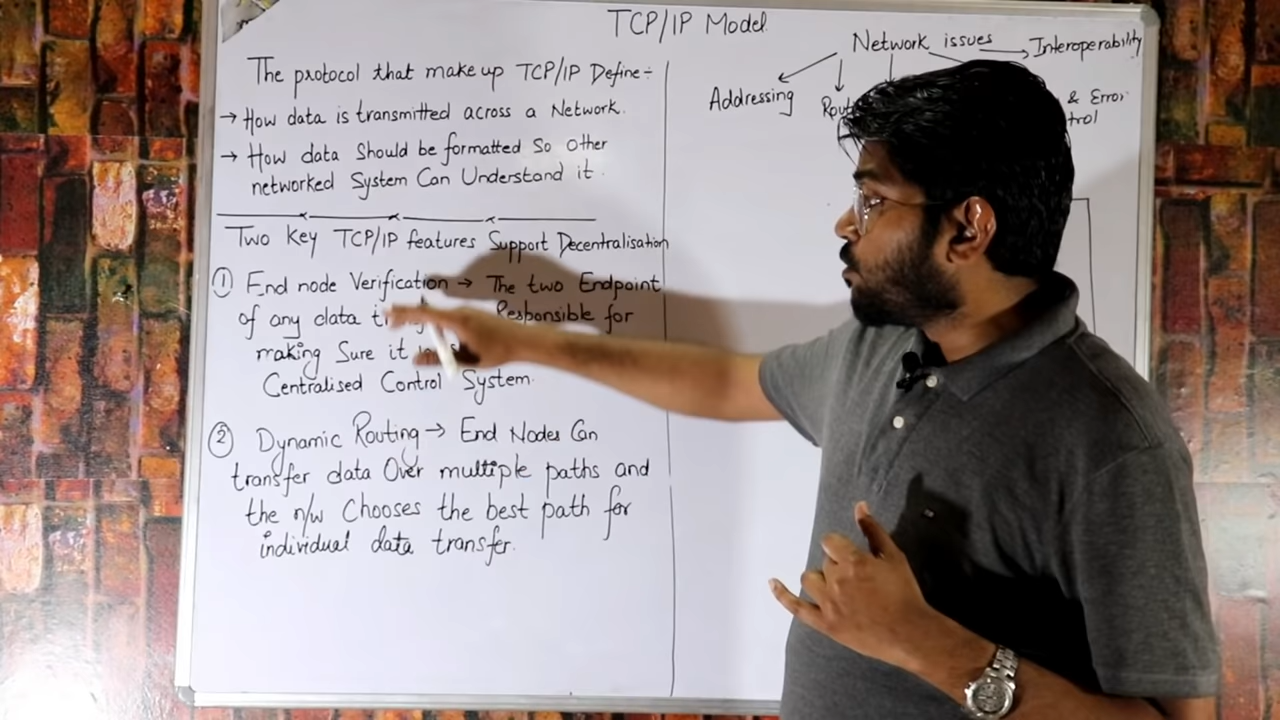 TCP/IP Model
The protocol that make up TCP/IP Define:-
→ How data is transmitted across a Network.
→ How data Should be formatted So Other
networked System Can Understand it.
Two Key TCP/IP features Support Decentralisation
① End node Verification → The two Endpoint
of any data Responsible for
making Sure it
Centralised Control System.
② Dynamic Routing → End Nodes Can
transfer data Over multiple paths and
the n/w Chooses the best path for
individual data transfer.
Network issues → Interoperability
Addressing
& Error